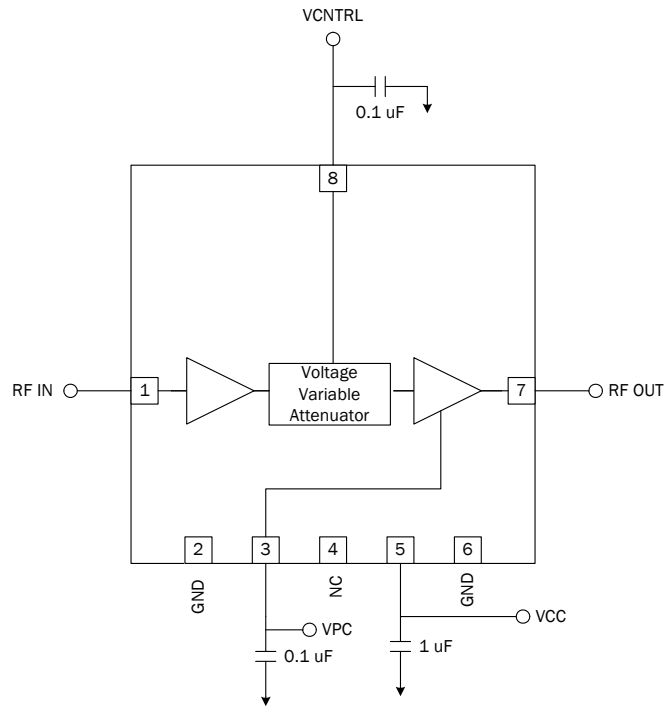 VCNTRL
0.1 uF
8
RF IN
1
Voltage
Variable
Attenuator
7
RF OUT
2
3
4
5
6
GND
NC
GND
VPC
VCC
0.1 uF
1 uF